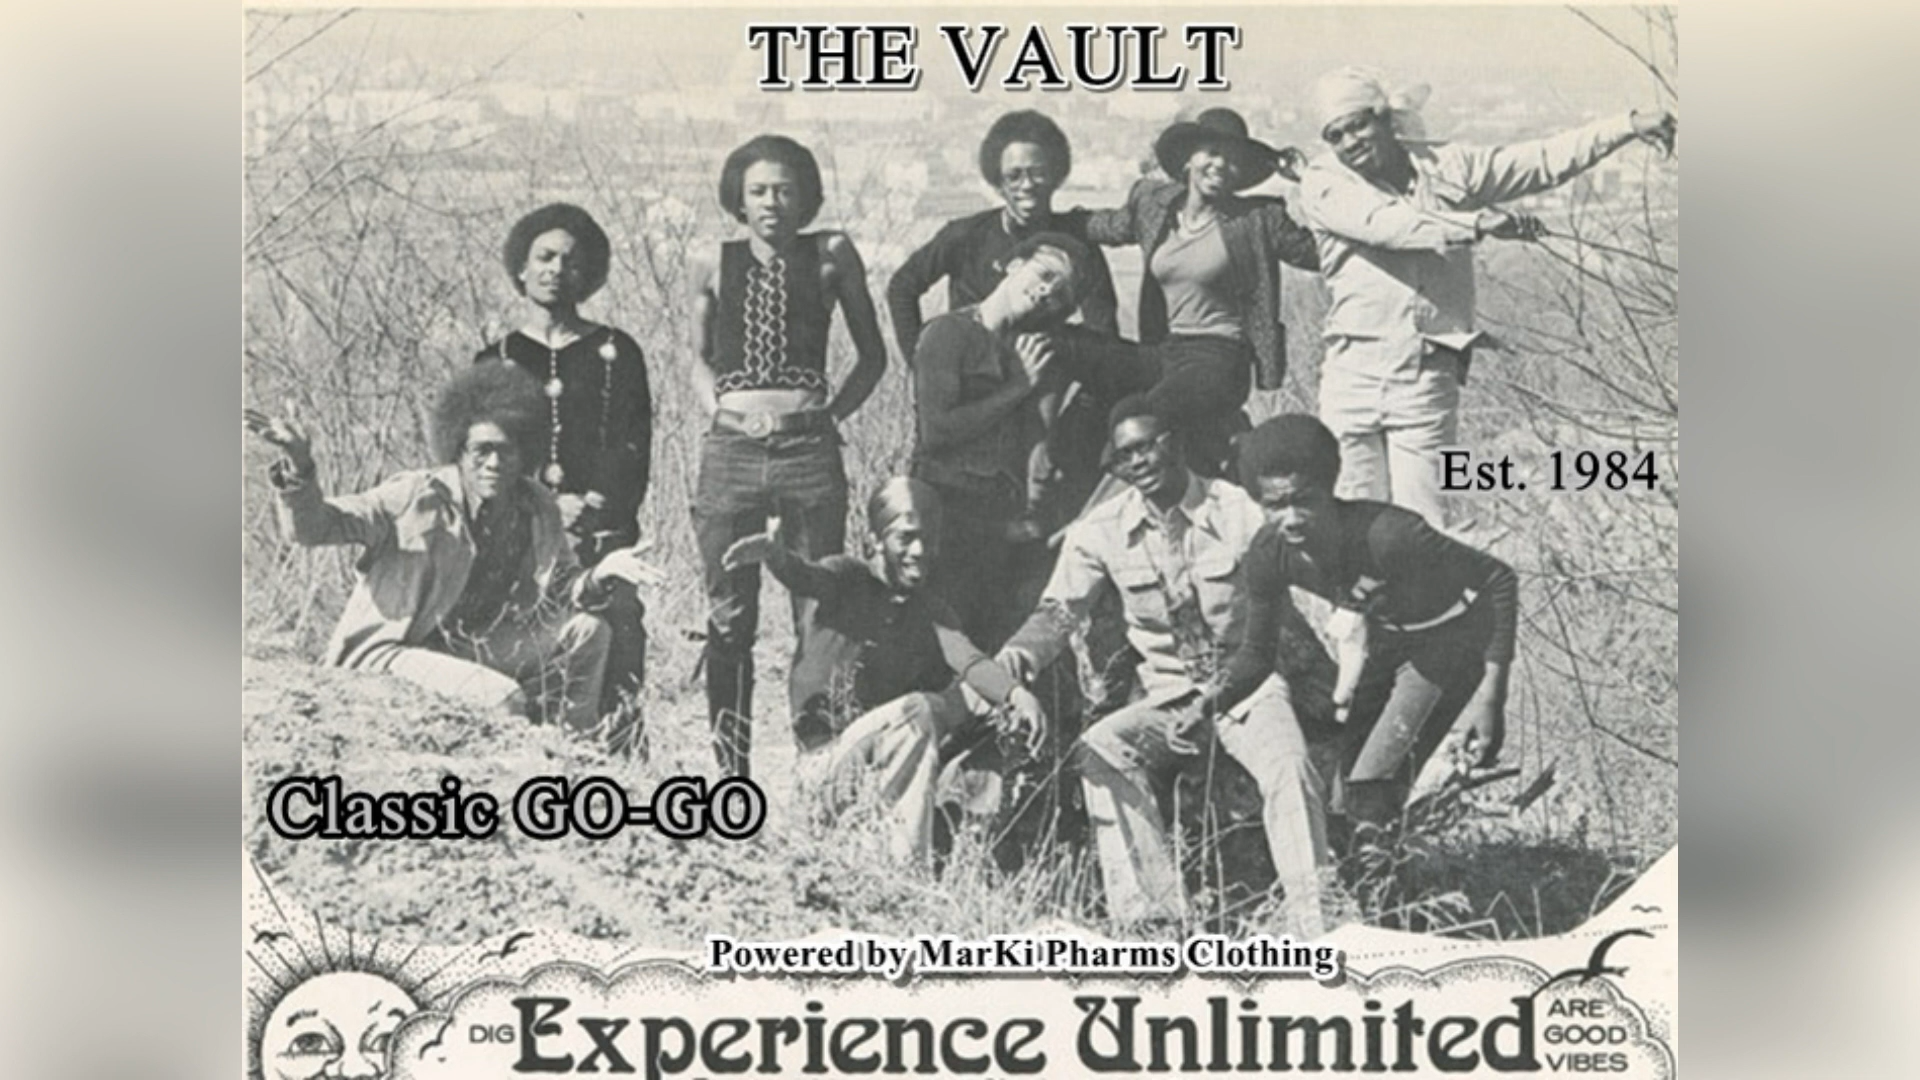 THE VAULT
Est. 1984
Classic GO-GO
Powered by MarKi Pharms Clothing
DIG Experience Unlimited ARE
GOOD
VIBES